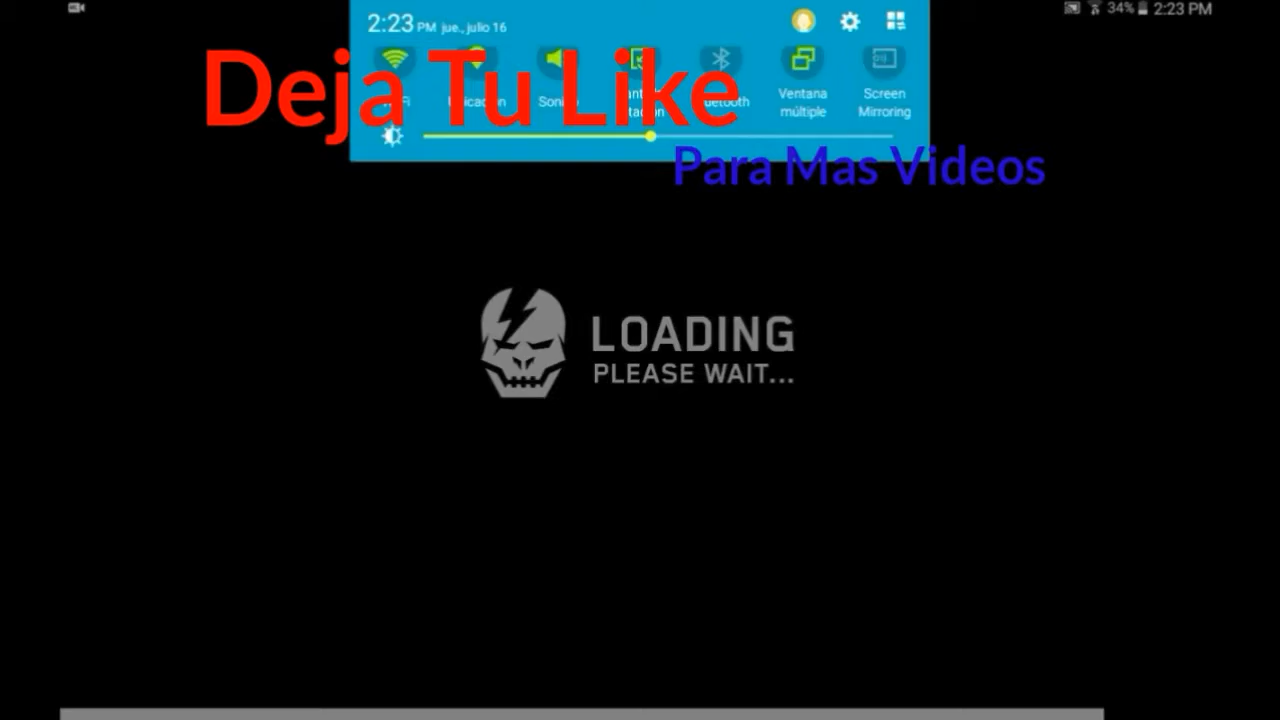 34% 2:23 PM
2:23 PM jue., julio 16
Deja Tu Like
Ventana múltiple
Screen Mirroring
Para Mas Videos
LOADING
PLEASE WAIT...